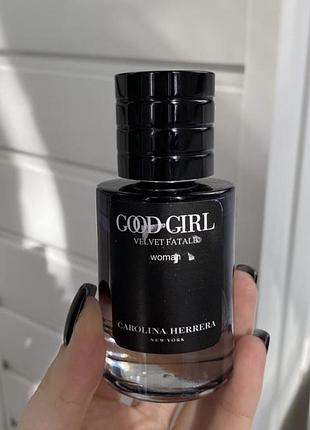 GOOD GIRL
VELVET FATALE
woman
CAROLINA HERRERA
NEW YORK